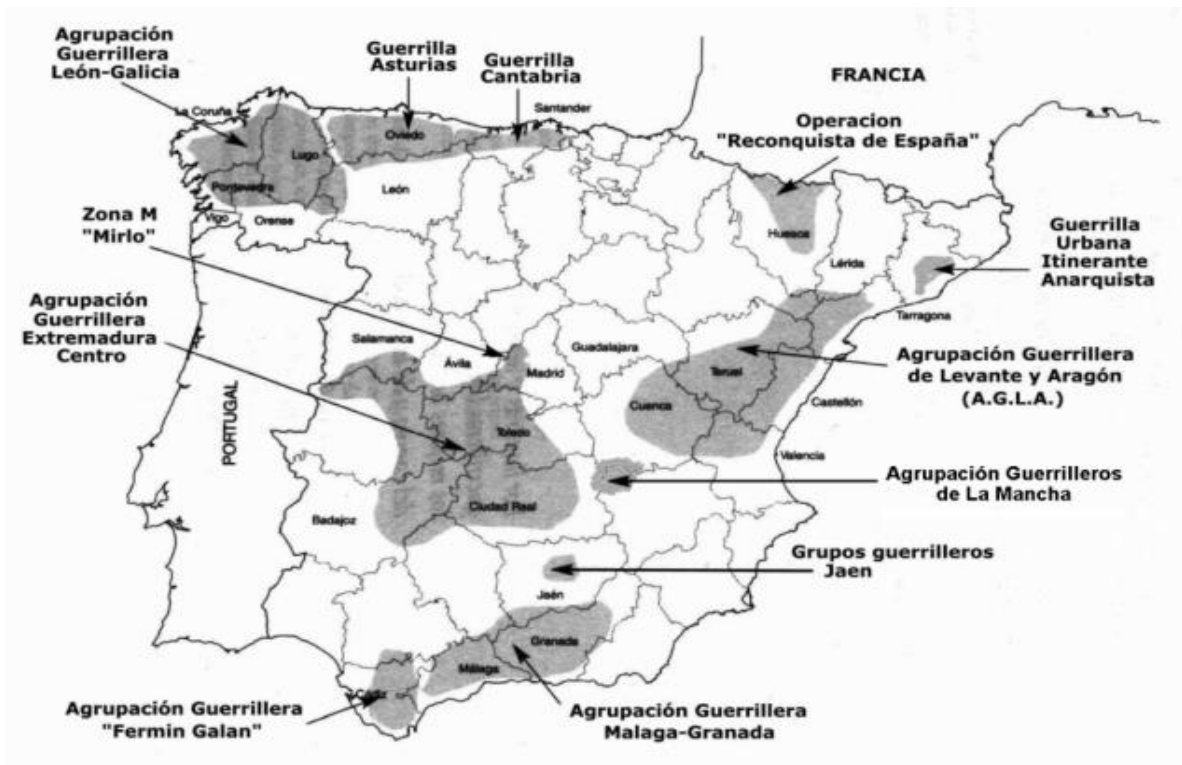 Agrupación
Guerrillera
León-Galicia
Guerrilla
Asturias
Guerrilla
Cantabria
FRANCIA
Operacion
"Reconquista de España"
La Coruña
Santander
Oviedo
Lugo
León
Pontevedra
Vigo
Orense
Huesca
Lérida
Zona M
"Mirlo"
Guerrilla
Urbana
Itinerante
Anarquista
Tarragona
Agrupación
Guerrillera
Extremadura
Centro
Salamanca
Ávila
Madrid
Guadalajara
Teruel
Cuenca
Castellón
Agrupación Guerrillera
de Levante y Aragón
(A.G.L.A.)
PORTUGAL
Toledo
Valencia
Ciudad Real
Badajoz
Agrupación Guerrilleros
de La Mancha
Grupos guerrilleros
Jaen
Jaén
Granada
Málaga
Cádiz
Agrupación Guerrillera
"Fermin Galan"
Agrupación Guerrillera
Malaga-Granada